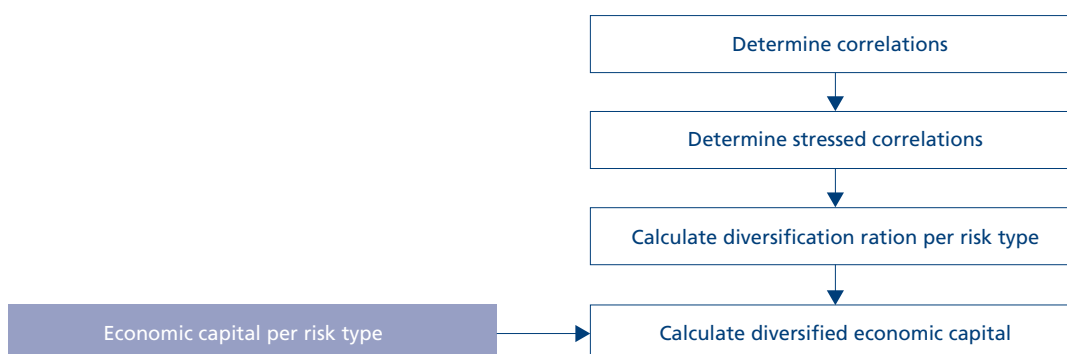 Determine correlations
Determine stressed correlations
Calculate diversification ration per risk type
Economic capital per risk type
Calculate diversified economic capital